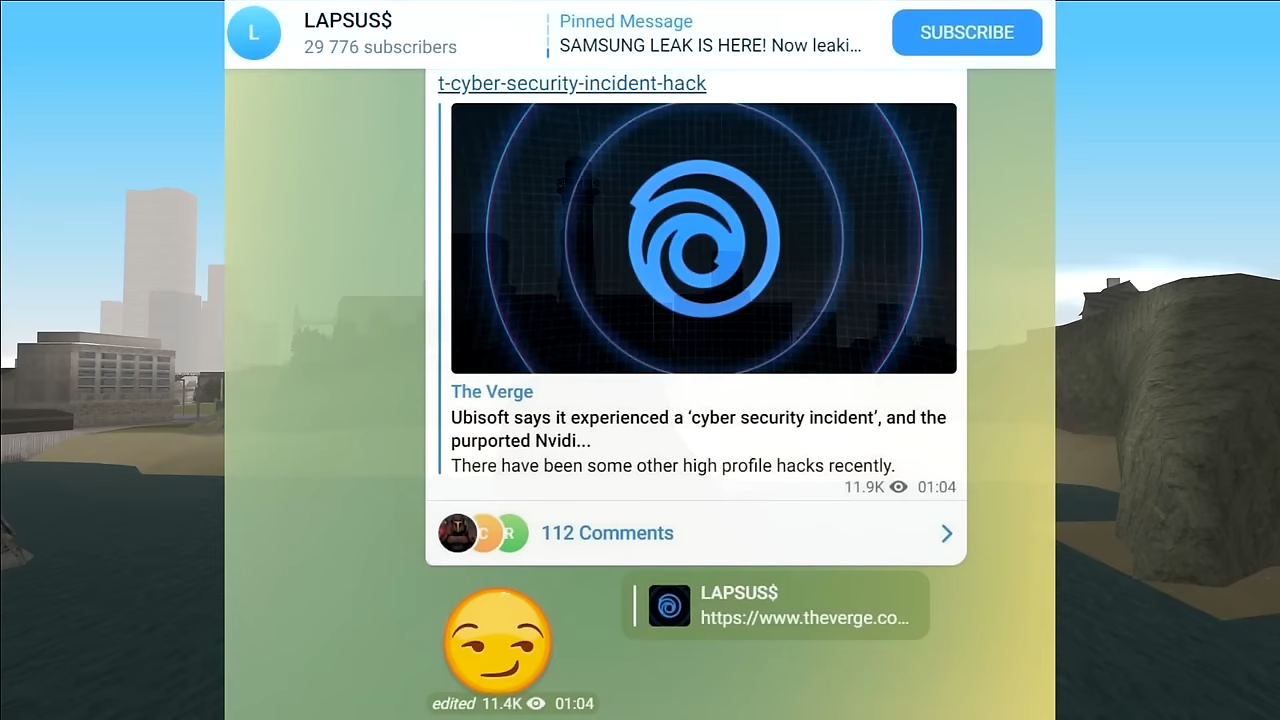 L
LAPSUS$
29 776 subscribers
Pinned Message
SAMSUNG LEAK IS HERE! Now leaki...
SUBSCRIBE
t-cyber-security-incident-hack
The Verge
Ubisoft says it experienced a ‘cyber security incident’, and the
purported Nvidi...
There have been some other high profile hacks recently.
11.9K 01:04
C R 112 Comments
LAPSUS$
https://www.theverge.co...
edited 11.4K 01:04